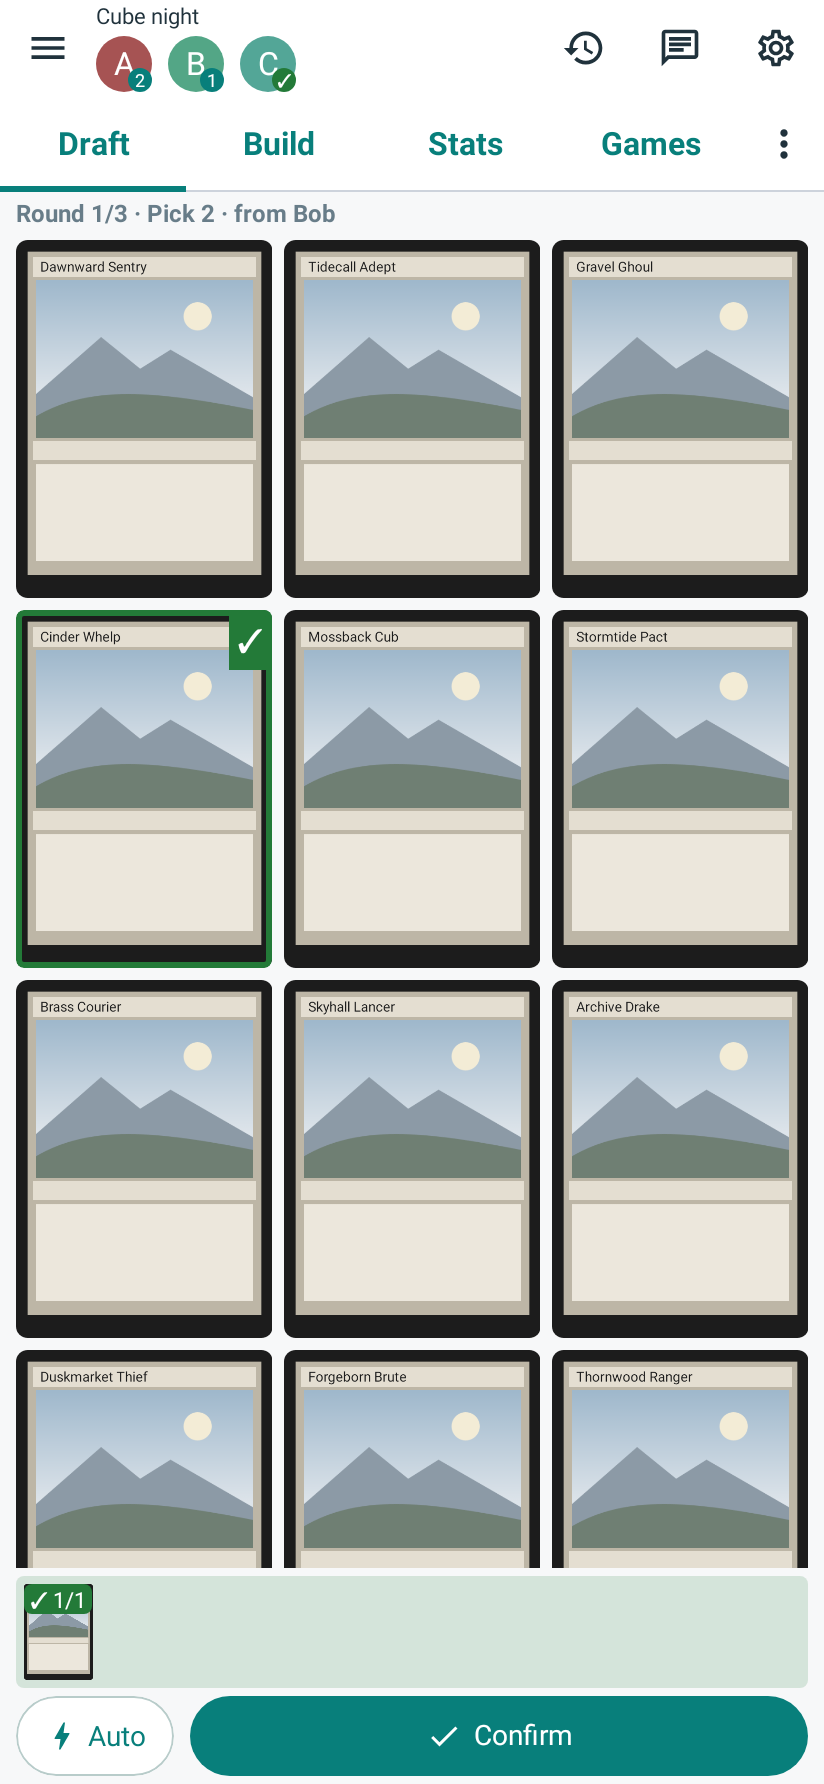 Cube night
A 2 B 1 C ✓
Draft Build Stats Games
Round 1/3 · Pick 2 · from Bob
Dawnward Sentry Tidecall Adept Gravel Ghoul
Cinder Whelp ✓ Mossback Cub Stormtide Pact
Brass Courier Skyhall Lancer Archive Drake
Duskmarket Thief Forgeborn Brute Thornwood Ranger
✓ 1/1
Auto ✓ Confirm